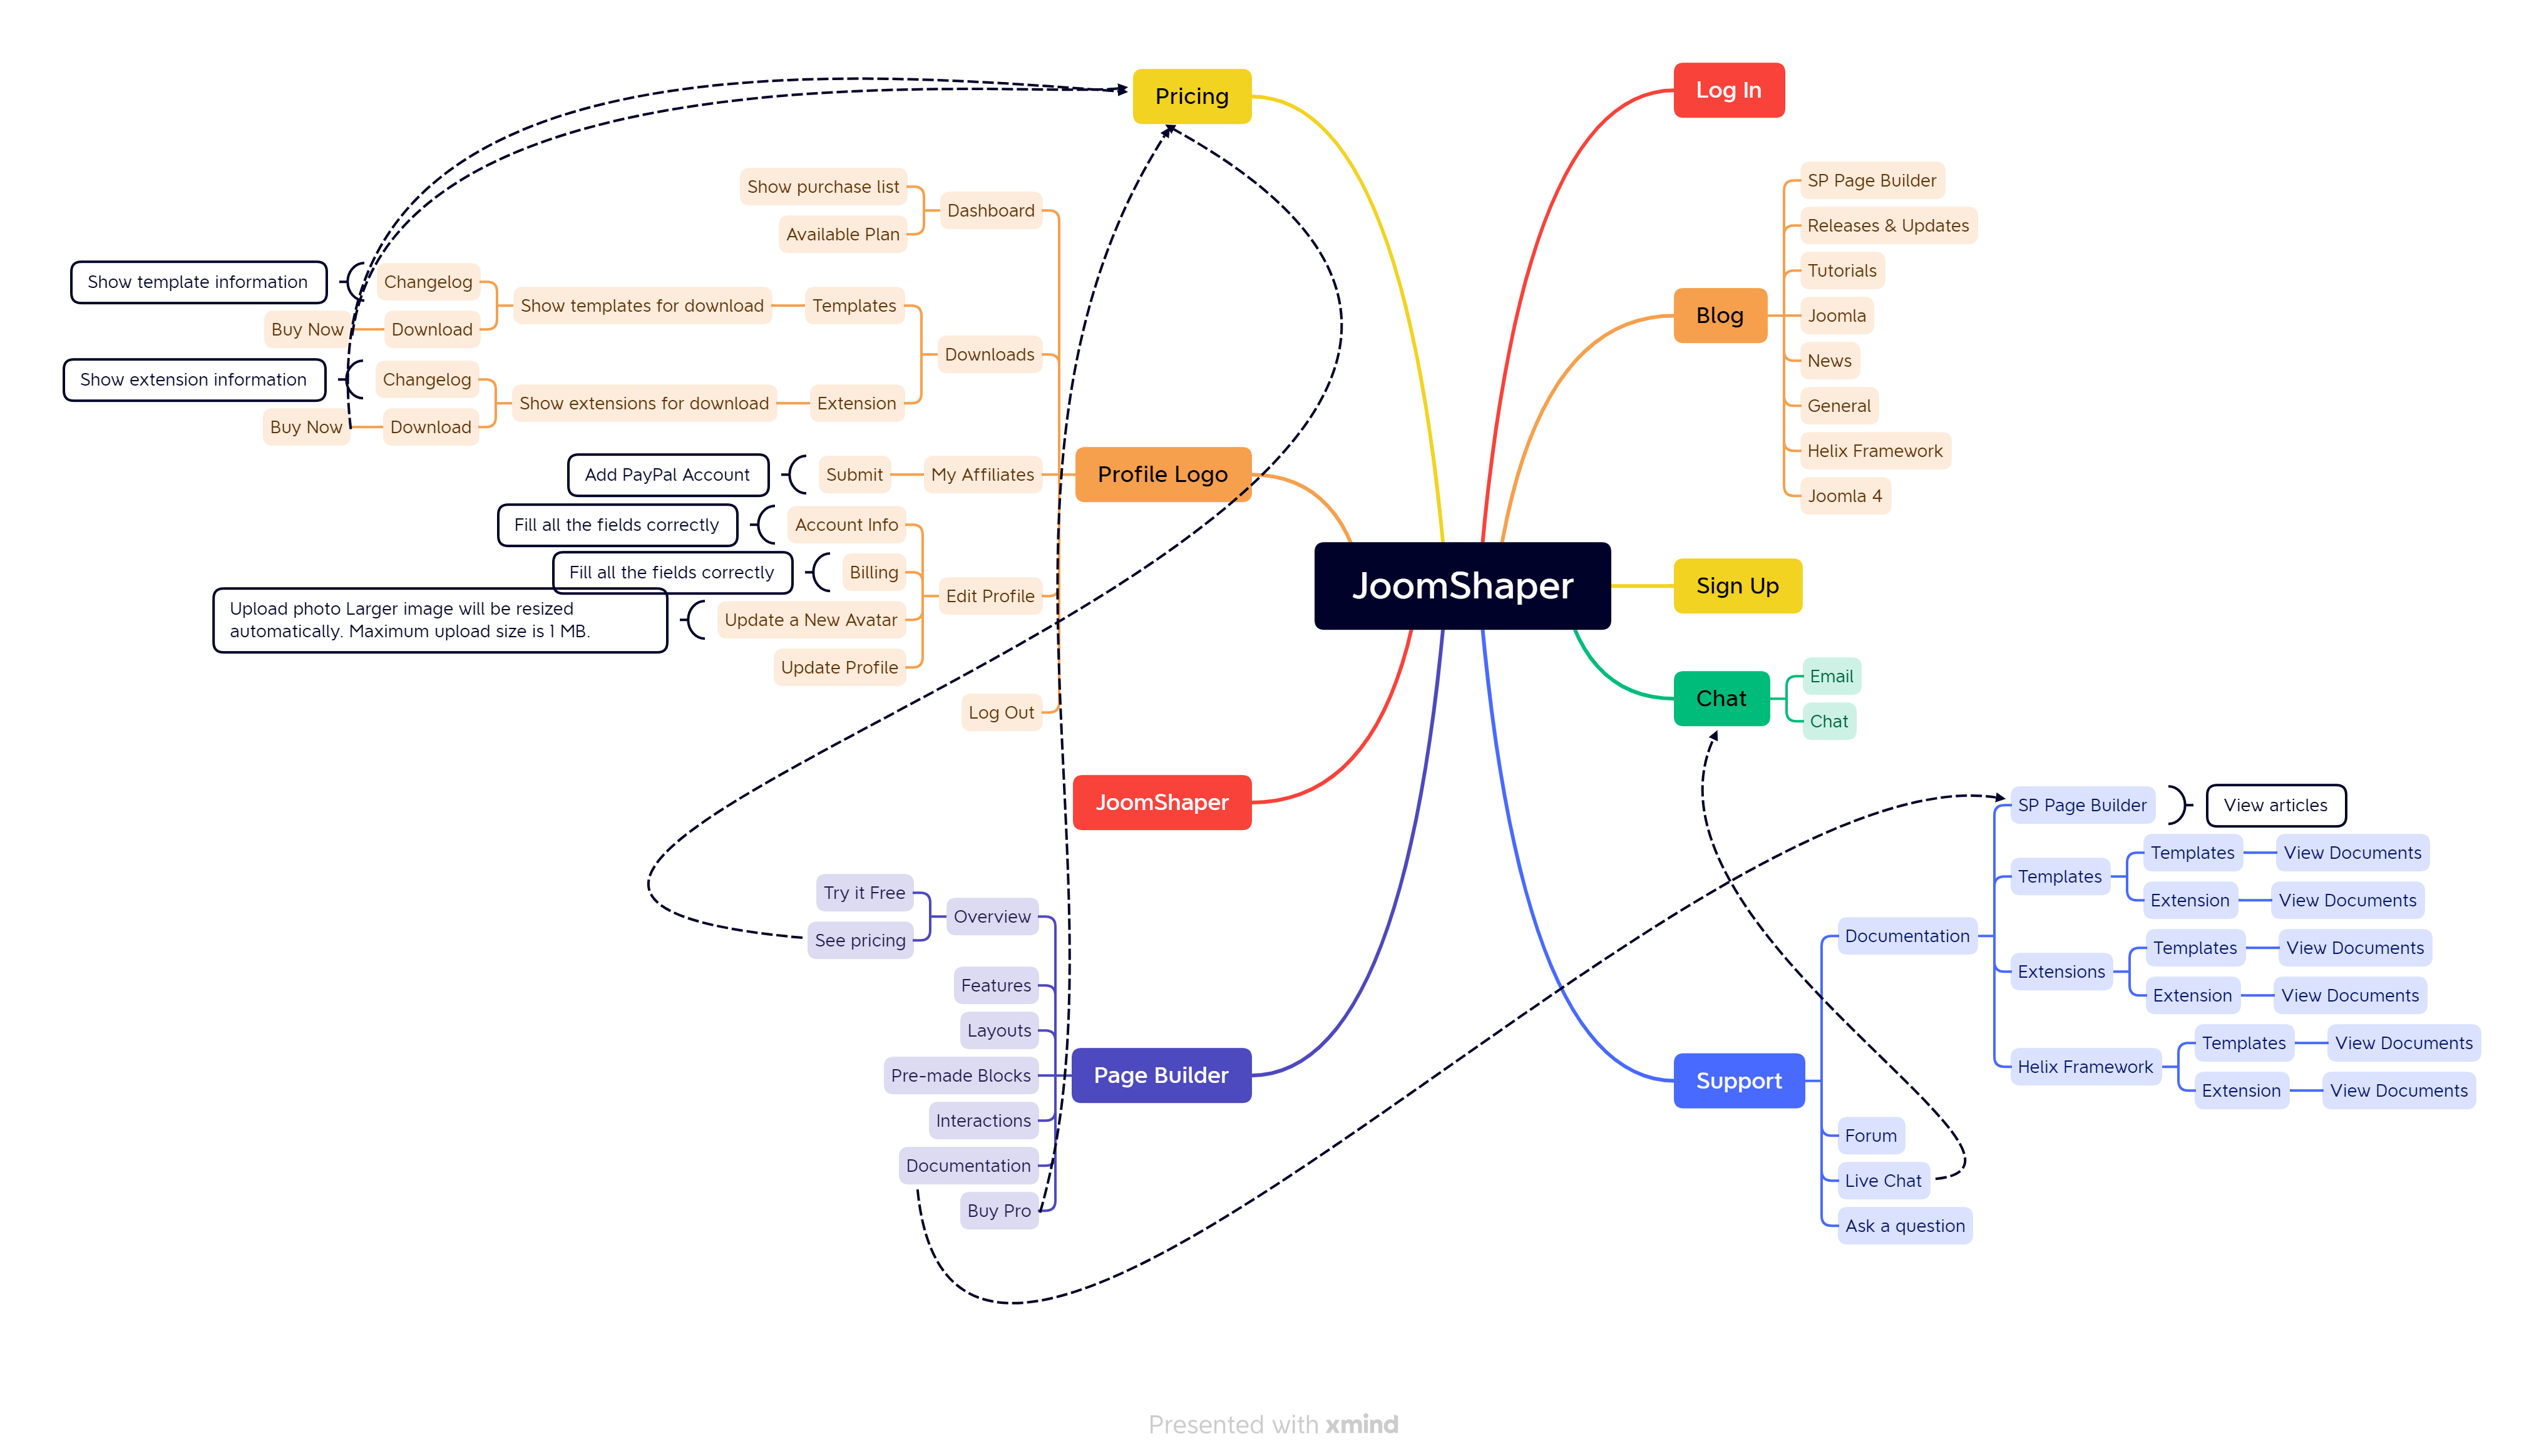 JoomShaper
Log In
Blog
SP Page Builder
Releases & Updates
Tutorials
Joomla
News
General
Helix Framework
Joomla 4
Sign Up
Chat
Email
Chat
Support
Documentation
SP Page Builder
View articles
Templates
Templates
View Documents
Extension
View Documents
Extensions
Templates
View Documents
Extension
View Documents
Helix Framework
Templates
View Documents
Extension
View Documents
Forum
Live Chat
Ask a question
Pricing
Profile Logo
Dashboard
Show purchase list
Available Plan
Downloads
Templates
Show templates for download
Changelog
Show template information
Download
Buy Now
Extension
Show extensions for download
Changelog
Show extension information
Download
Buy Now
My Affiliates
Submit
Add PayPal Account
Edit Profile
Account Info
Fill all the fields correctly
Billing
Fill all the fields correctly
Update a New Avatar
Upload photo Larger image will be resized
automatically. Maximum upload size is 1 MB.
Update Profile
Log Out
JoomShaper
Page Builder
Overview
Try it Free
See pricing
Features
Layouts
Pre-made Blocks
Interactions
Documentation
Buy Pro
Presented with xmind